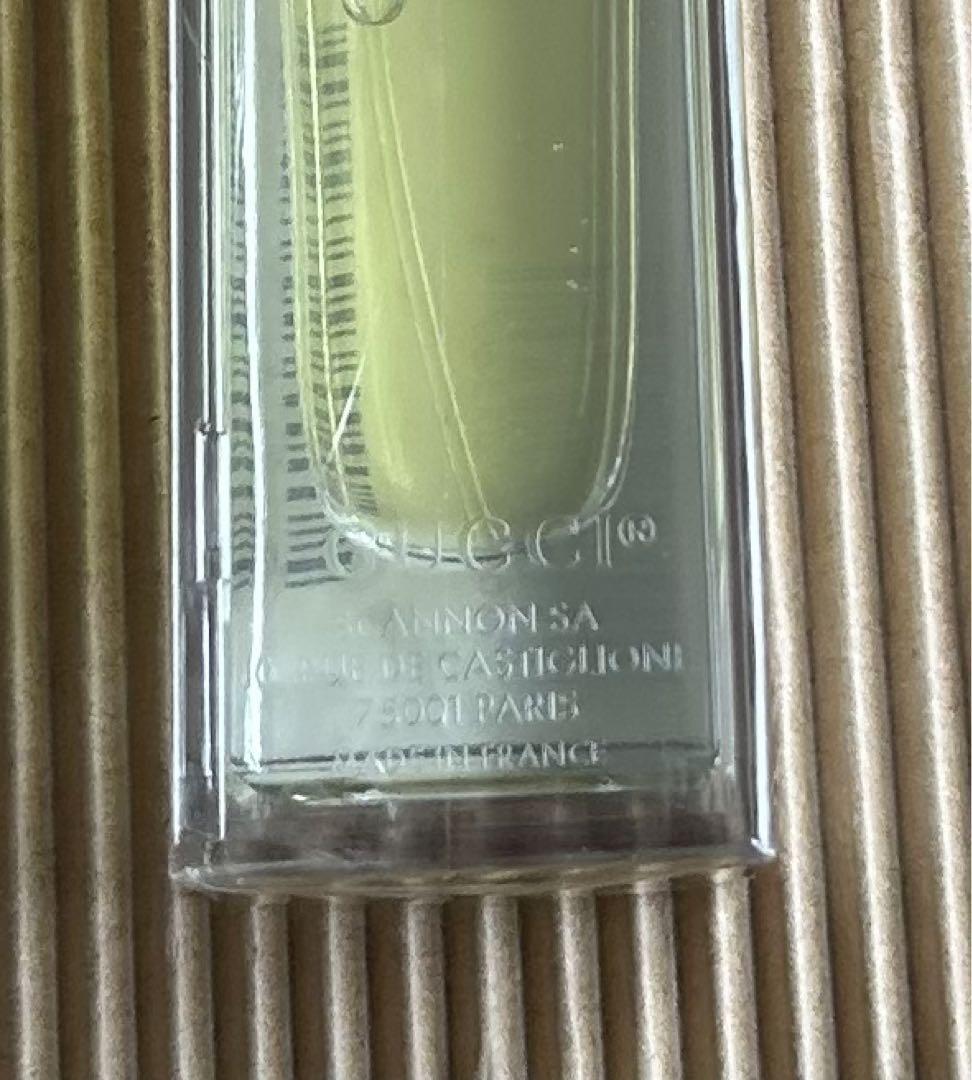 GUCCI®
SCANNON SA
RUE DE CASTIGLIONE
75001 PARIS
MADE IN FRANCE